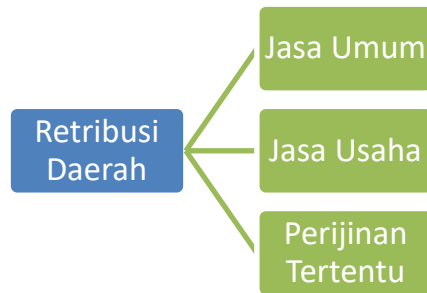 Jasa Umum
Retribusi
Daerah
Jasa Usaha
Perijinan
Tertentu